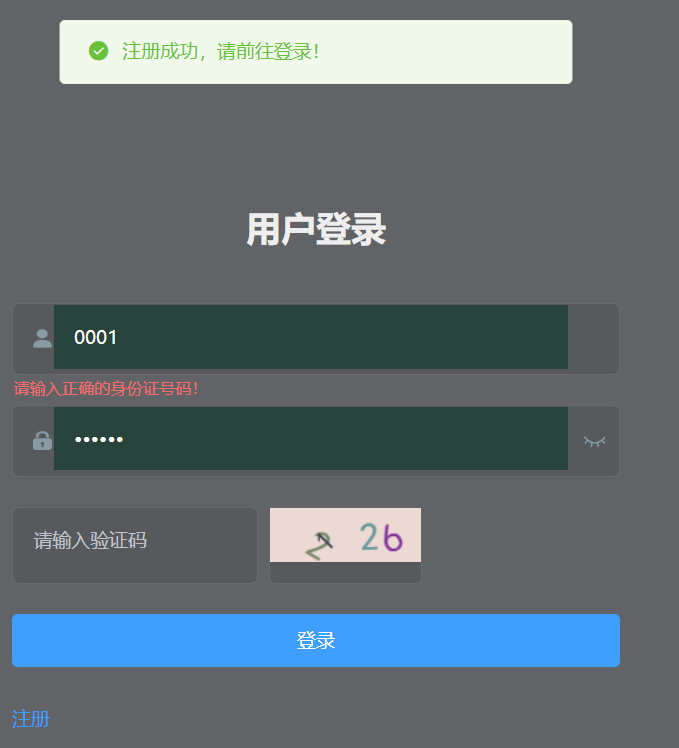 注册成功，请前往登录！
用户登录
0001
请输入正确的身份证号码！
••••••
请输入验证码
登录
注册